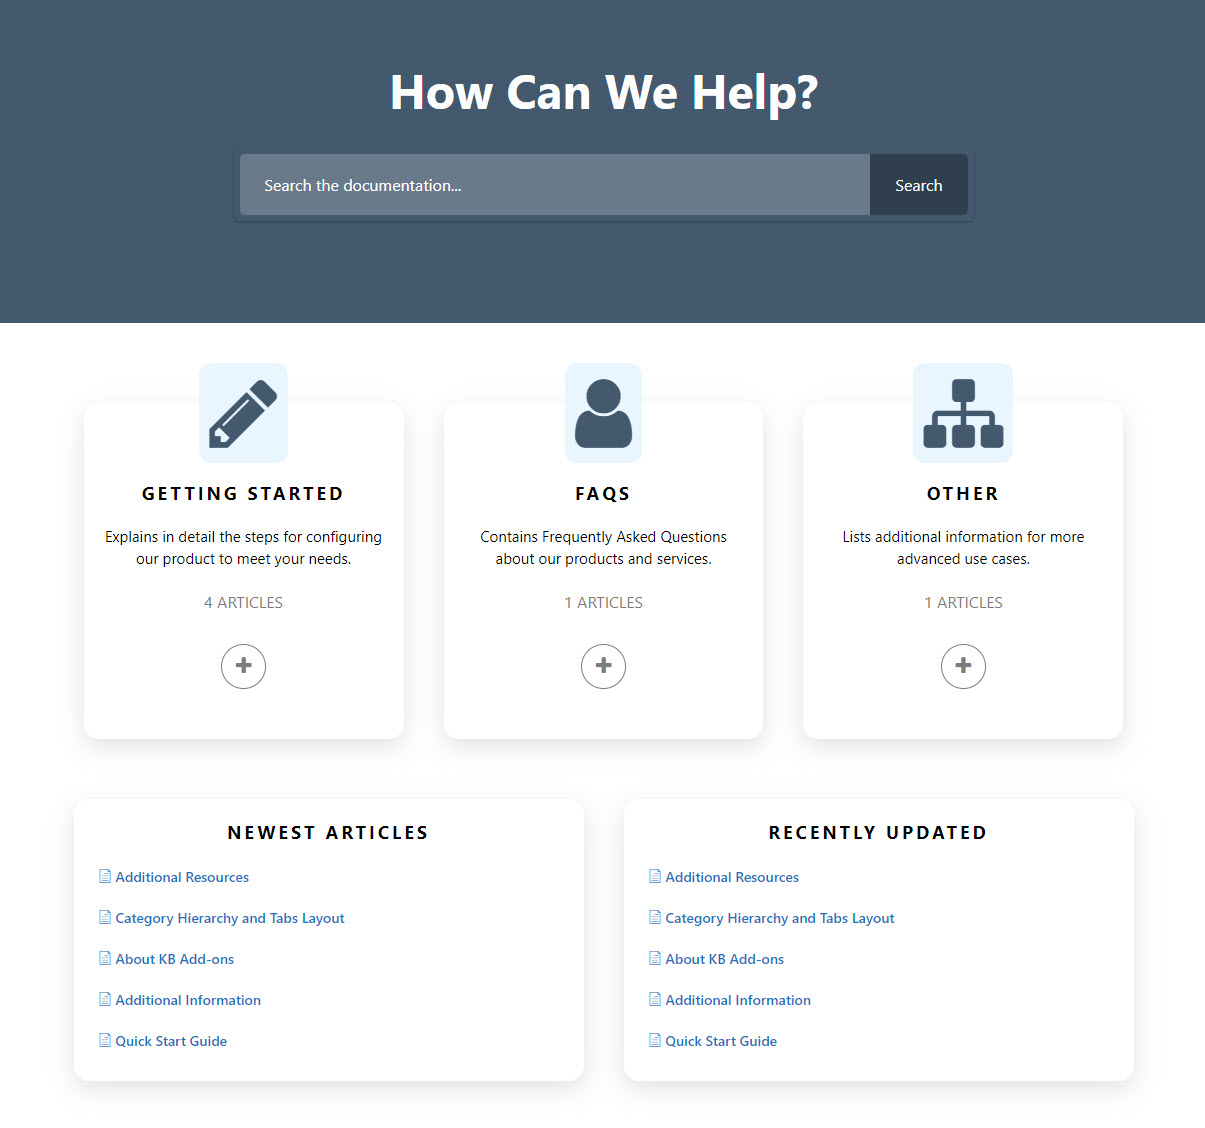 How Can We Help?
Search the documentation...
Search
GETTING STARTED
Explains in detail the steps for configuring
our product to meet your needs.
4 ARTICLES
FAQS
Contains Frequently Asked Questions
about our products and services.
1 ARTICLES
OTHER
Lists additional information for more
advanced use cases.
1 ARTICLES
NEWEST ARTICLES
Additional Resources
Category Hierarchy and Tabs Layout
About KB Add-ons
Additional Information
Quick Start Guide
RECENTLY UPDATED
Additional Resources
Category Hierarchy and Tabs Layout
About KB Add-ons
Additional Information
Quick Start Guide